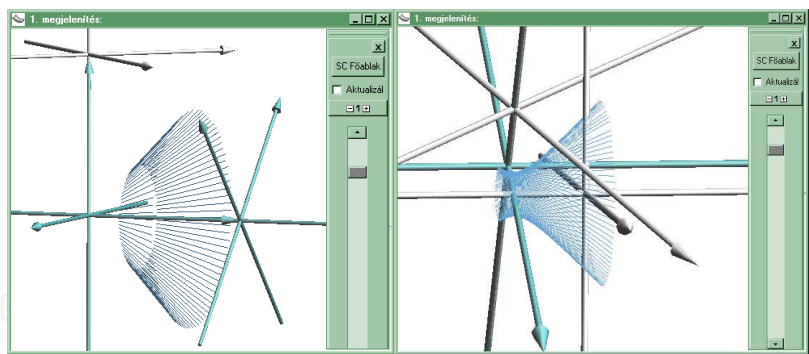 1. megjelenítés:
x
SC Főablak
Aktualizál
1
1. megjelenítés:
x
SC Főablak
Aktualizál
1